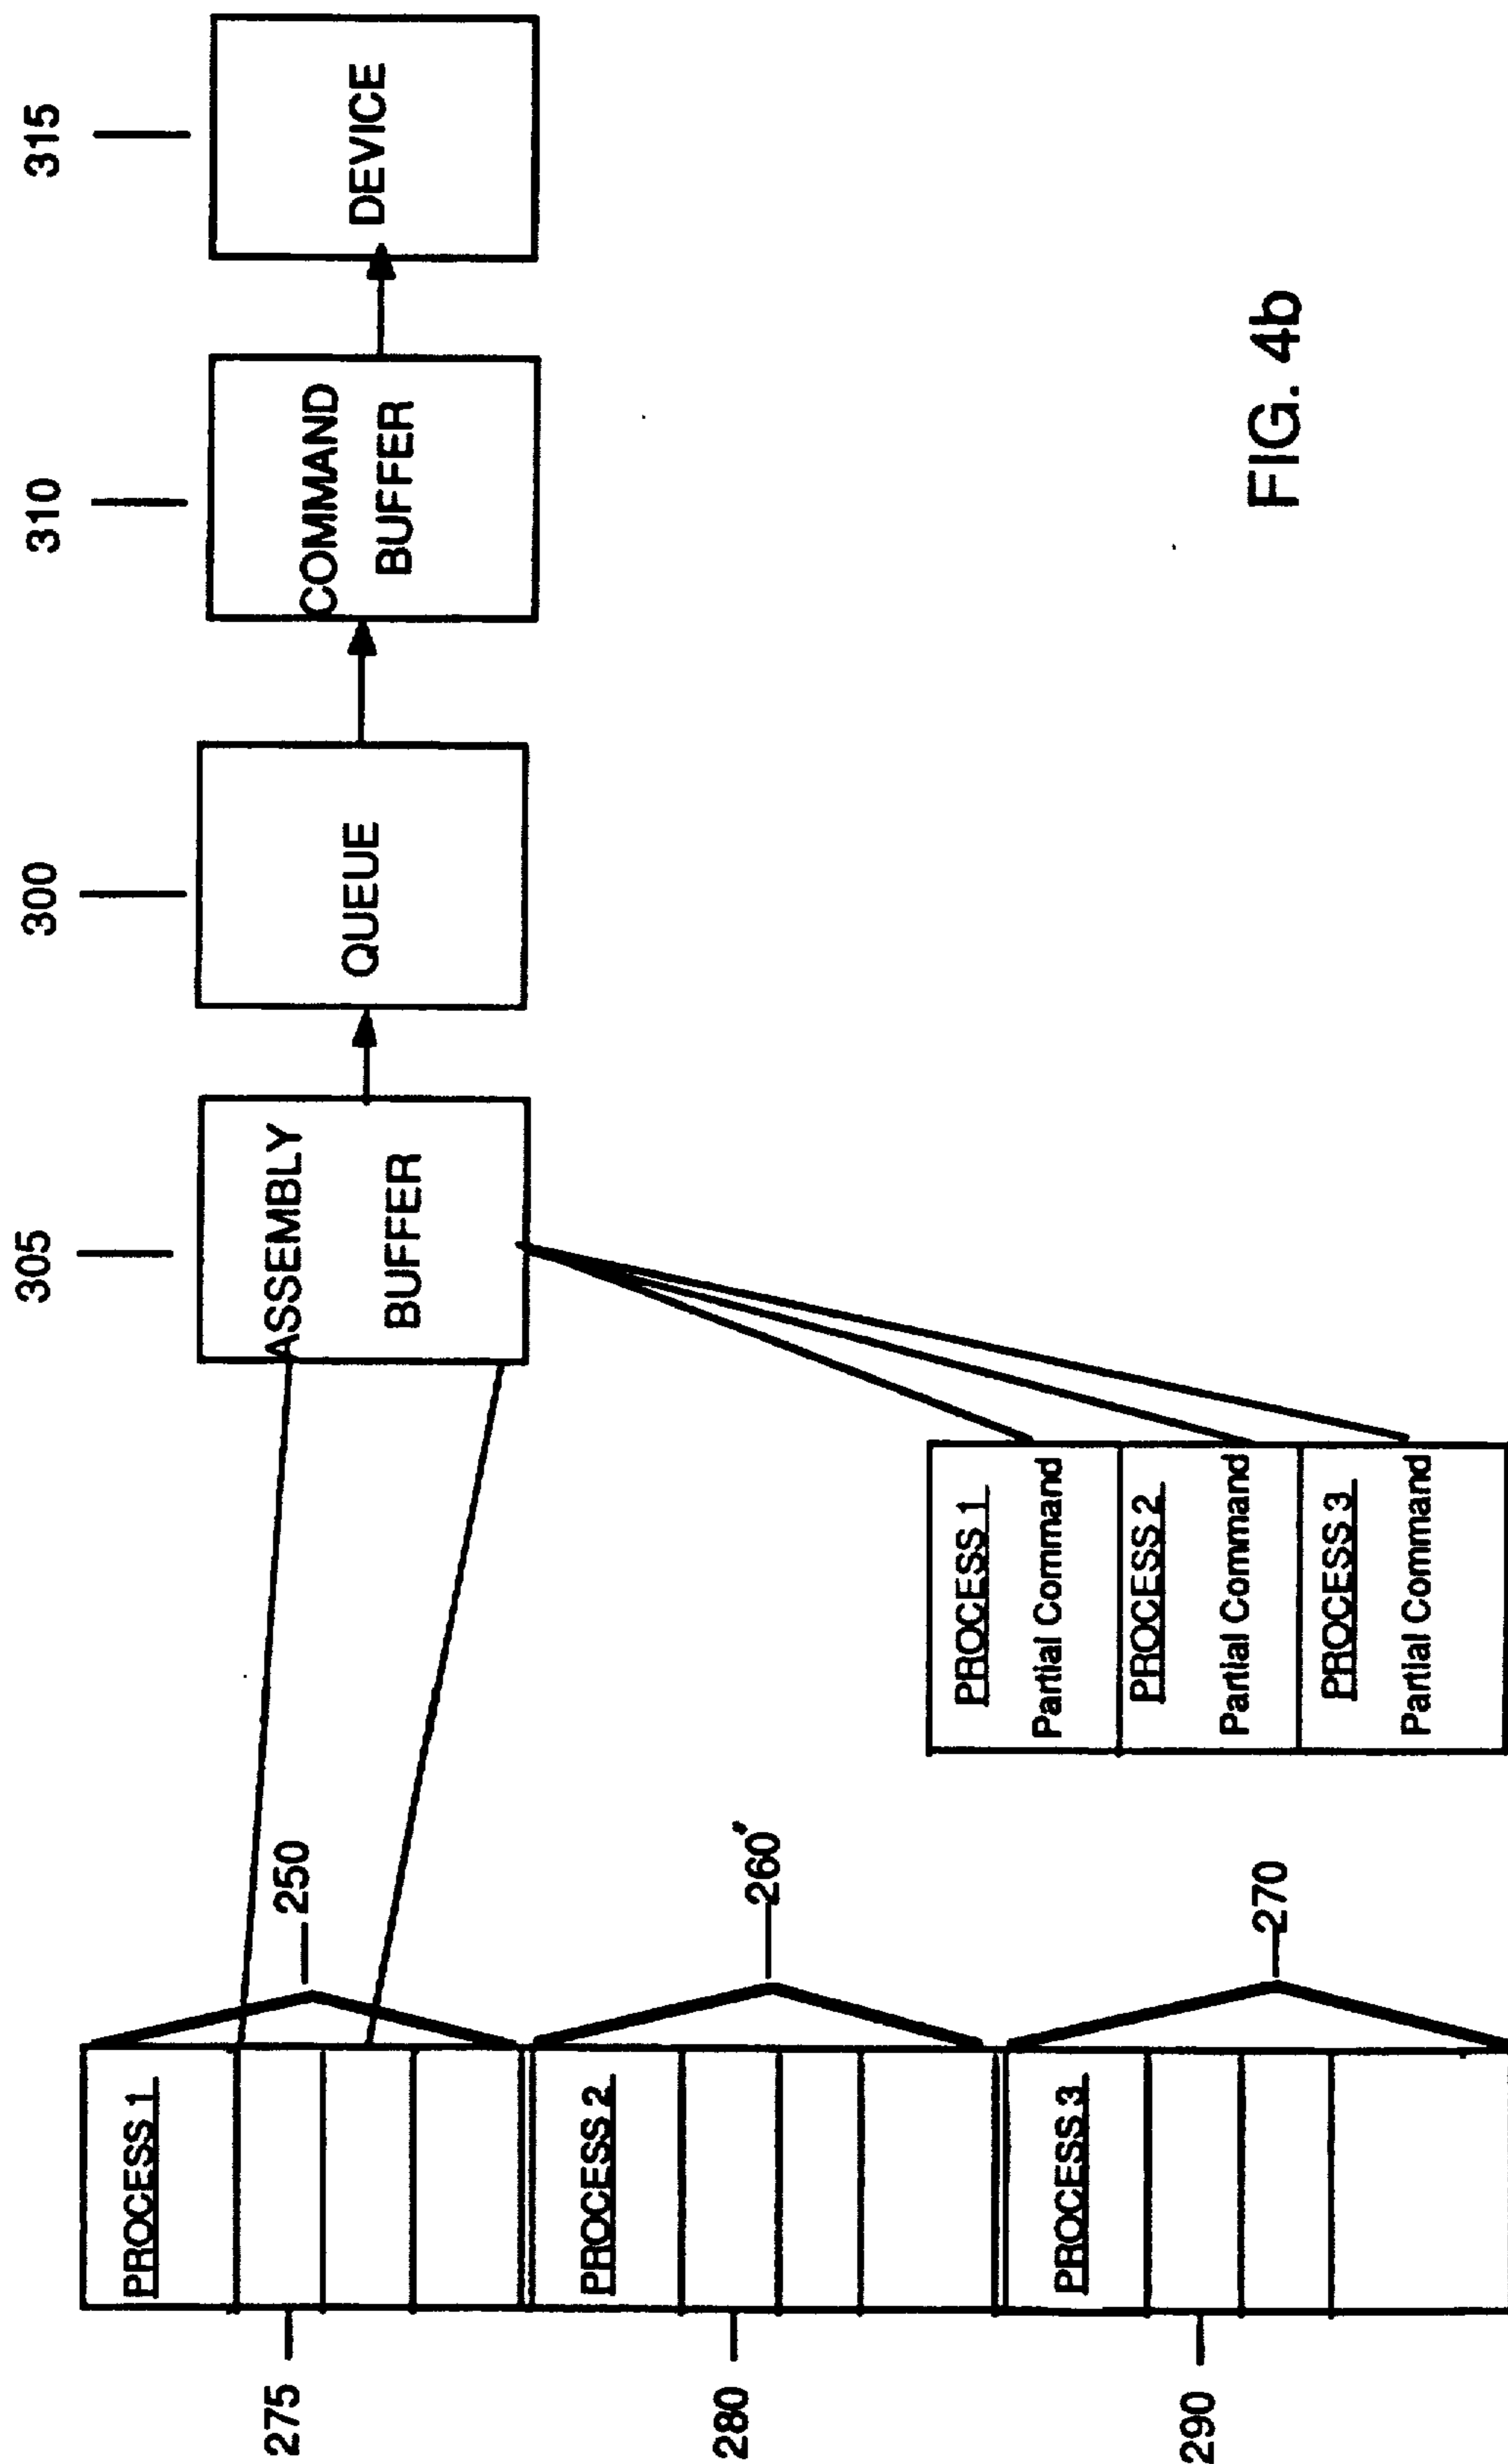 305
300
310
315
ASSEMBLY
BUFFER
QUEUE
COMMAND
BUFFER
DEVICE
275
PROCESS 1
250
280
PROCESS 2
260
290
PROCESS 3
270
PROCESS 1
Partial Command
PROCESS 2
Partial Command
PROCESS 3
Partial Command
FIG. 4b